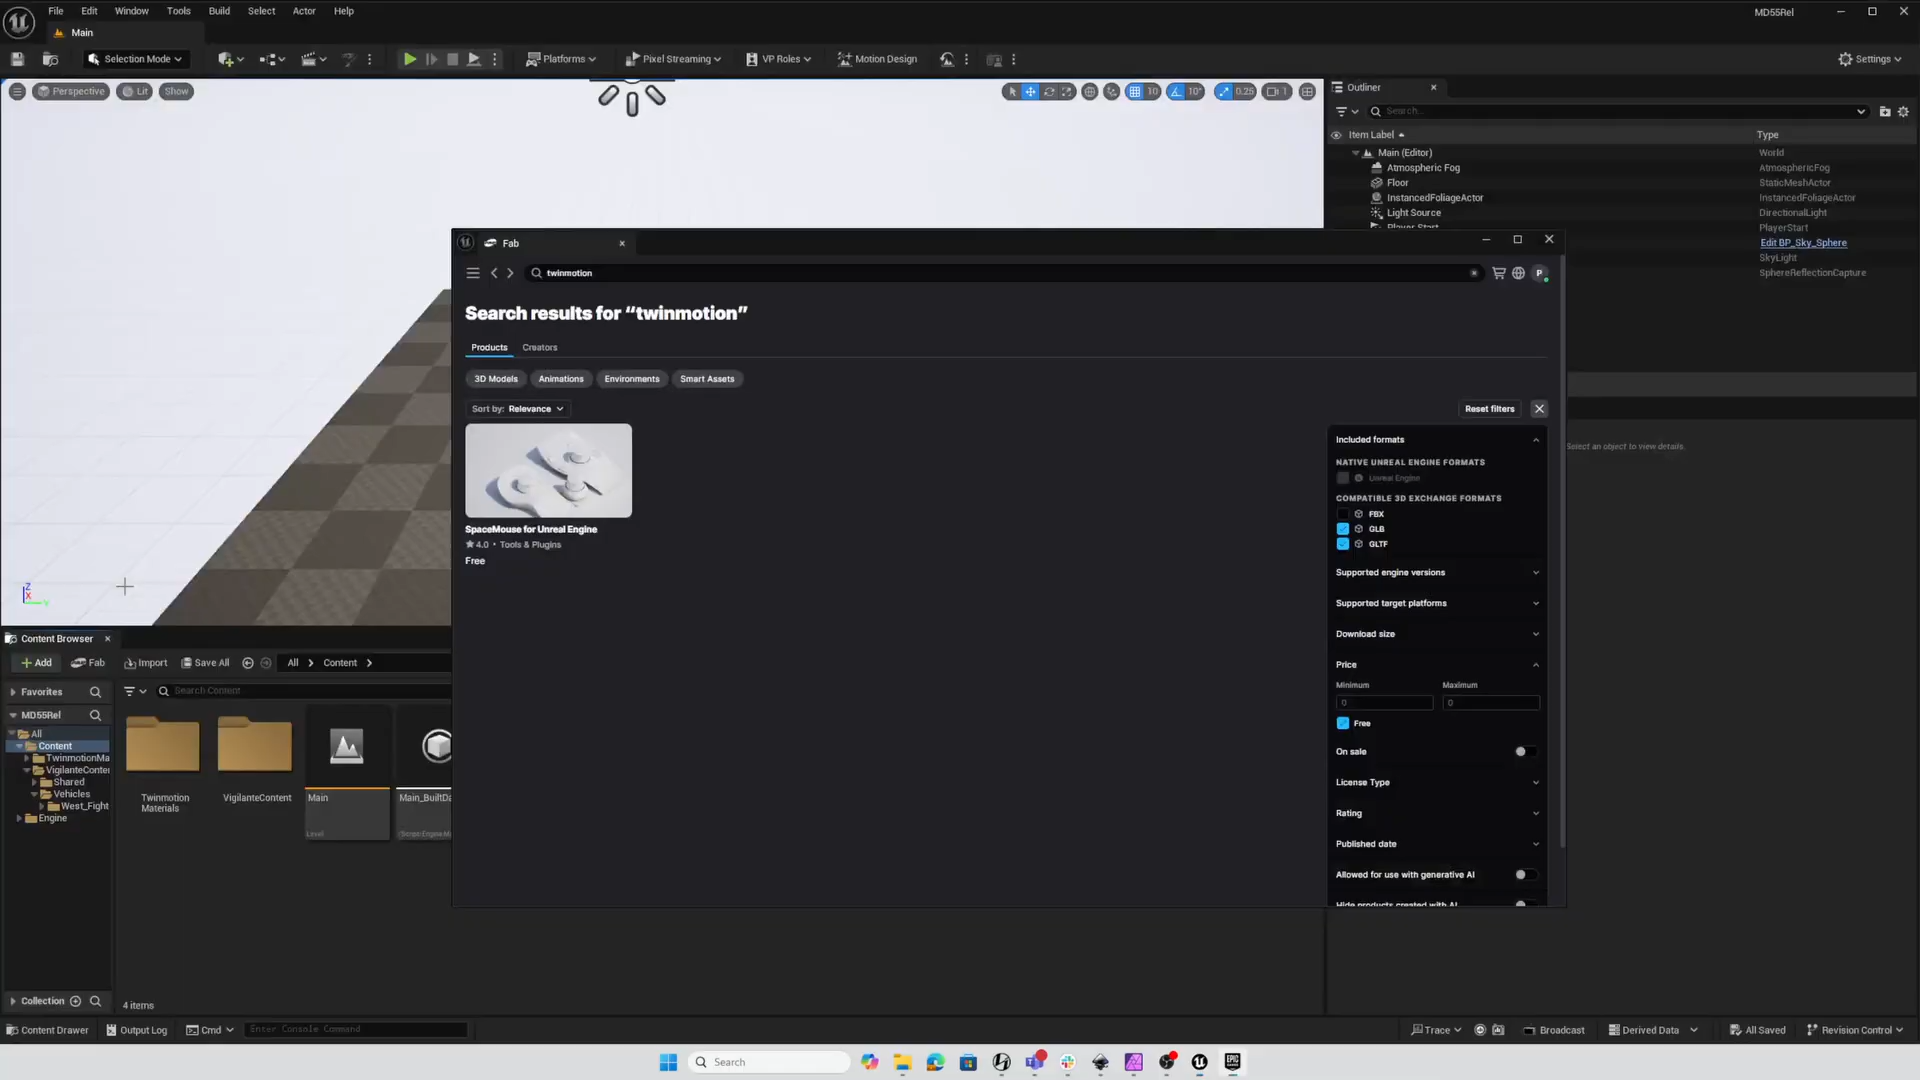 File Edit Window Tools Build Select Actor Help
MD55Rel
Main
Selection Mode
Platforms
Pixel Streaming
VP Roles
Motion Design
Settings
Perspective
Lit
Show
10
10°
0.25
1
Outliner
Search...
Item Label
Type
Main (Editor)
World
Atmospheric Fog
AtmosphericFog
Floor
StaticMeshActor
InstancedFoliageActor
InstancedFoliageActor
Light Source
DirectionalLight
Player Start
PlayerStart
Edit BP_Sky_Sphere
SkyLight
SphereReflectionCapture
Select an object to view details.
Fab
twinmotion
P
Search results for “twinmotion”
Products
Creators
3D Models
Animations
Environments
Smart Assets
Sort by: Relevance
Reset filters
SpaceMouse for Unreal Engine
4.0 • Tools & Plugins
Free
Included formats
NATIVE UNREAL ENGINE FORMATS
Unreal Engine
COMPATIBLE 3D EXCHANGE FORMATS
FBX
GLB
GLTF
Supported engine versions
Supported target platforms
Download size
Price
Minimum
Maximum
0
0
Free
On sale
License Type
Rating
Published date
Allowed for use with generative AI
Hide products created with AI
Z
X
Y
Content Browser
Add
Fab
Import
Save All
All
Content
Favorites
Search Content
MD55Rel
All
Content
TwinmotionMa
VigilanteConten
Shared
Vehicles
West_Fight
Engine
Twinmotion
Materials
VigilanteContent
Main
Level
Main_BuiltDa
/Script/Engine.Ma
Collection
4 items
Content Drawer
Output Log
Cmd
Enter Console Command
Trace
Broadcast
Derived Data
All Saved
Revision Control
Search
EPIC